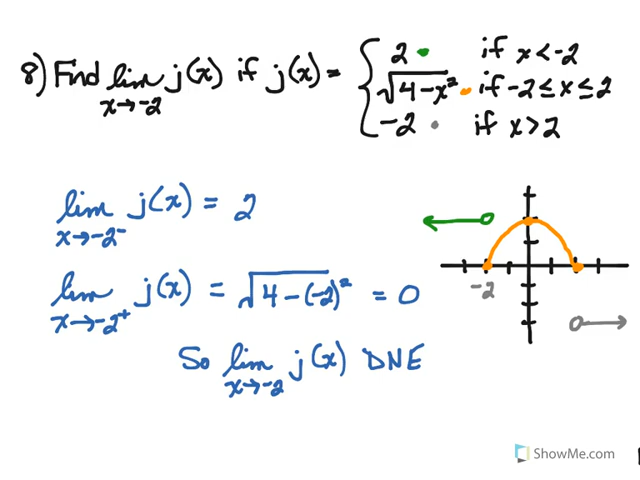 8) Find lim x→-2 j(x) if j(x) = { 2 if x < -2
√4-x² if -2 ≤ x ≤ 2
-2 if x > 2
lim x→-2⁻ j(x) = 2
lim x→-2⁺ j(x) = √4-(-2)² = 0
So lim x→-2 j(x) DNE
-2
ShowMe.com